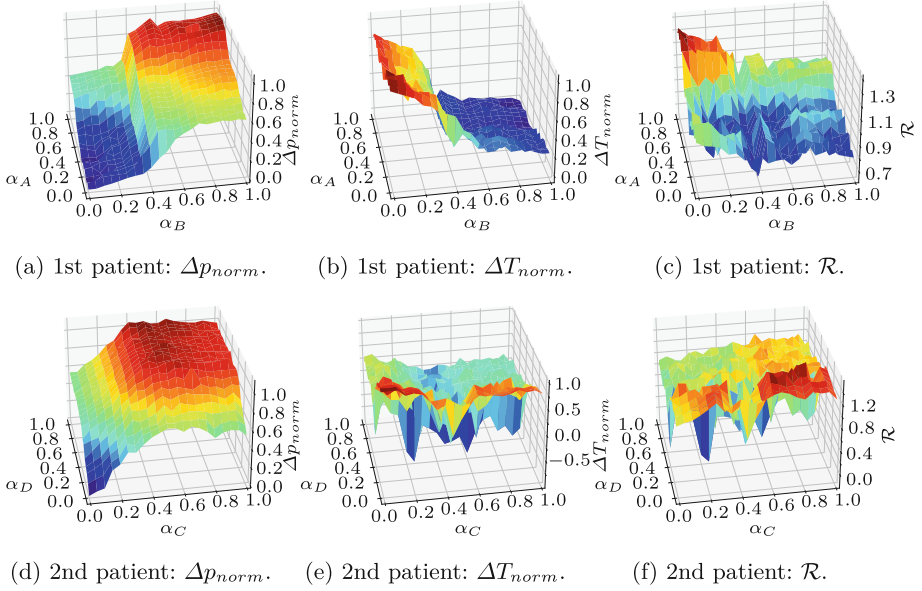 1.0
0.8
0.6
0.4
0.2
0.0
α_A
0.0 0.2 0.4 0.6 0.8 1.0
α_B
1.0
0.8
0.6
0.4
0.2
0.0
Δp_norm
1.0
0.8
0.6
0.4
0.2
0.0
α_A
0.0 0.2 0.4 0.6 0.8 1.0
α_B
1.0
0.8
0.6
0.4
0.2
0.0
ΔT_norm
1.0
0.8
0.6
0.4
0.2
0.0
α_A
0.0 0.2 0.4 0.6 0.8 1.0
α_B
1.3
1.1
0.9
0.7
ℛ
(a) 1st patient: Δp_norm.
(b) 1st patient: ΔT_norm.
(c) 1st patient: ℛ.
1.0
0.8
0.6
0.4
0.2
0.0
α_D
0.0 0.2 0.4 0.6 0.8 1.0
α_C
1.0
0.8
0.6
0.4
0.2
0.0
Δp_norm
1.0
0.8
0.6
0.4
0.2
0.0
α_D
0.0 0.2 0.4 0.6 0.8 1.0
α_C
1.0
0.5
0.0
−0.5
ΔT_norm
1.0
0.8
0.6
0.4
0.2
0.0
α_D
0.0 0.2 0.4 0.6 0.8 1.0
α_C
1.2
0.8
0.4
0.0
ℛ
(d) 2nd patient: Δp_norm.
(e) 2nd patient: ΔT_norm.
(f) 2nd patient: ℛ.